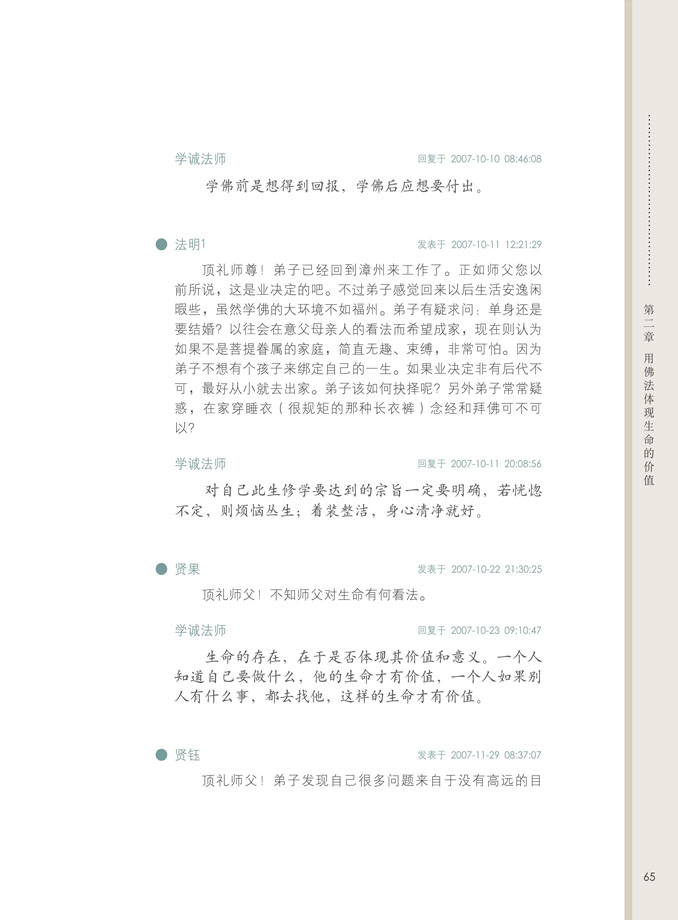 学诚法师 回复于 2007-10-10 08:46:08
学佛前是想得到回报，学佛后应想要付出。
法明1 发表于 2007-10-11 12:21:29
顶礼师尊！弟子已经回到漳州来工作了。正如师父您以
前所说，这是业决定的吧。不过弟子感觉回来以后生活安逸闲
暇些，虽然学佛的大环境不如福州。弟子有疑求问：单身还是
要结婚？以往会在意父母亲人的看法而希望成家，现在则认为
如果不是菩提眷属的家庭，简直无趣、束缚，非常可怕。因为
弟子不想有个孩子来绑定自己的一生。如果业决定非有后代不
可，最好从小就去出家。弟子该如何抉择呢？另外弟子常常疑
惑，在家穿睡衣（很规矩的那种长衣裤）念经和拜佛可不可
以？
学诚法师 回复于 2007-10-11 20:08:56
对自己此生修学要达到的宗旨一定要明确，若恍惚
不定，则烦恼丛生；着装整洁，身心清净就好。
贤果 发表于 2007-10-22 21:30:25
顶礼师父！不知师父对生命有何看法。
学诚法师 回复于 2007-10-23 09:10:47
生命的存在，在于是否体现其价值和意义。一个人
知道自己要做什么，他的生命才有价值，一个人如果别
人有什么事，都去找他，这样的生命才有价值。
贤钰 发表于 2007-11-29 08:37:07
顶礼师父！弟子发现自己很多问题来自于没有高远的目
第二章 用佛法体现生命的价值
65